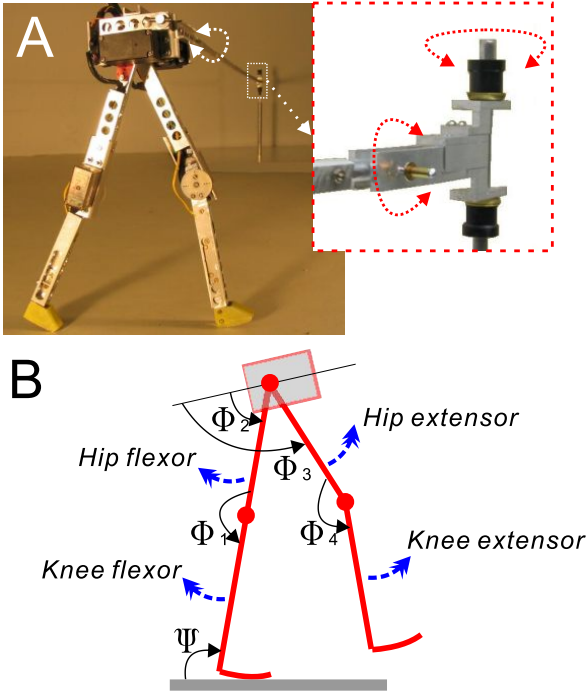 A
B
Φ2
Hip extensor
Hip flexor
Φ3
Φ1
Φ4
Knee flexor
Knee extensor
Ψ